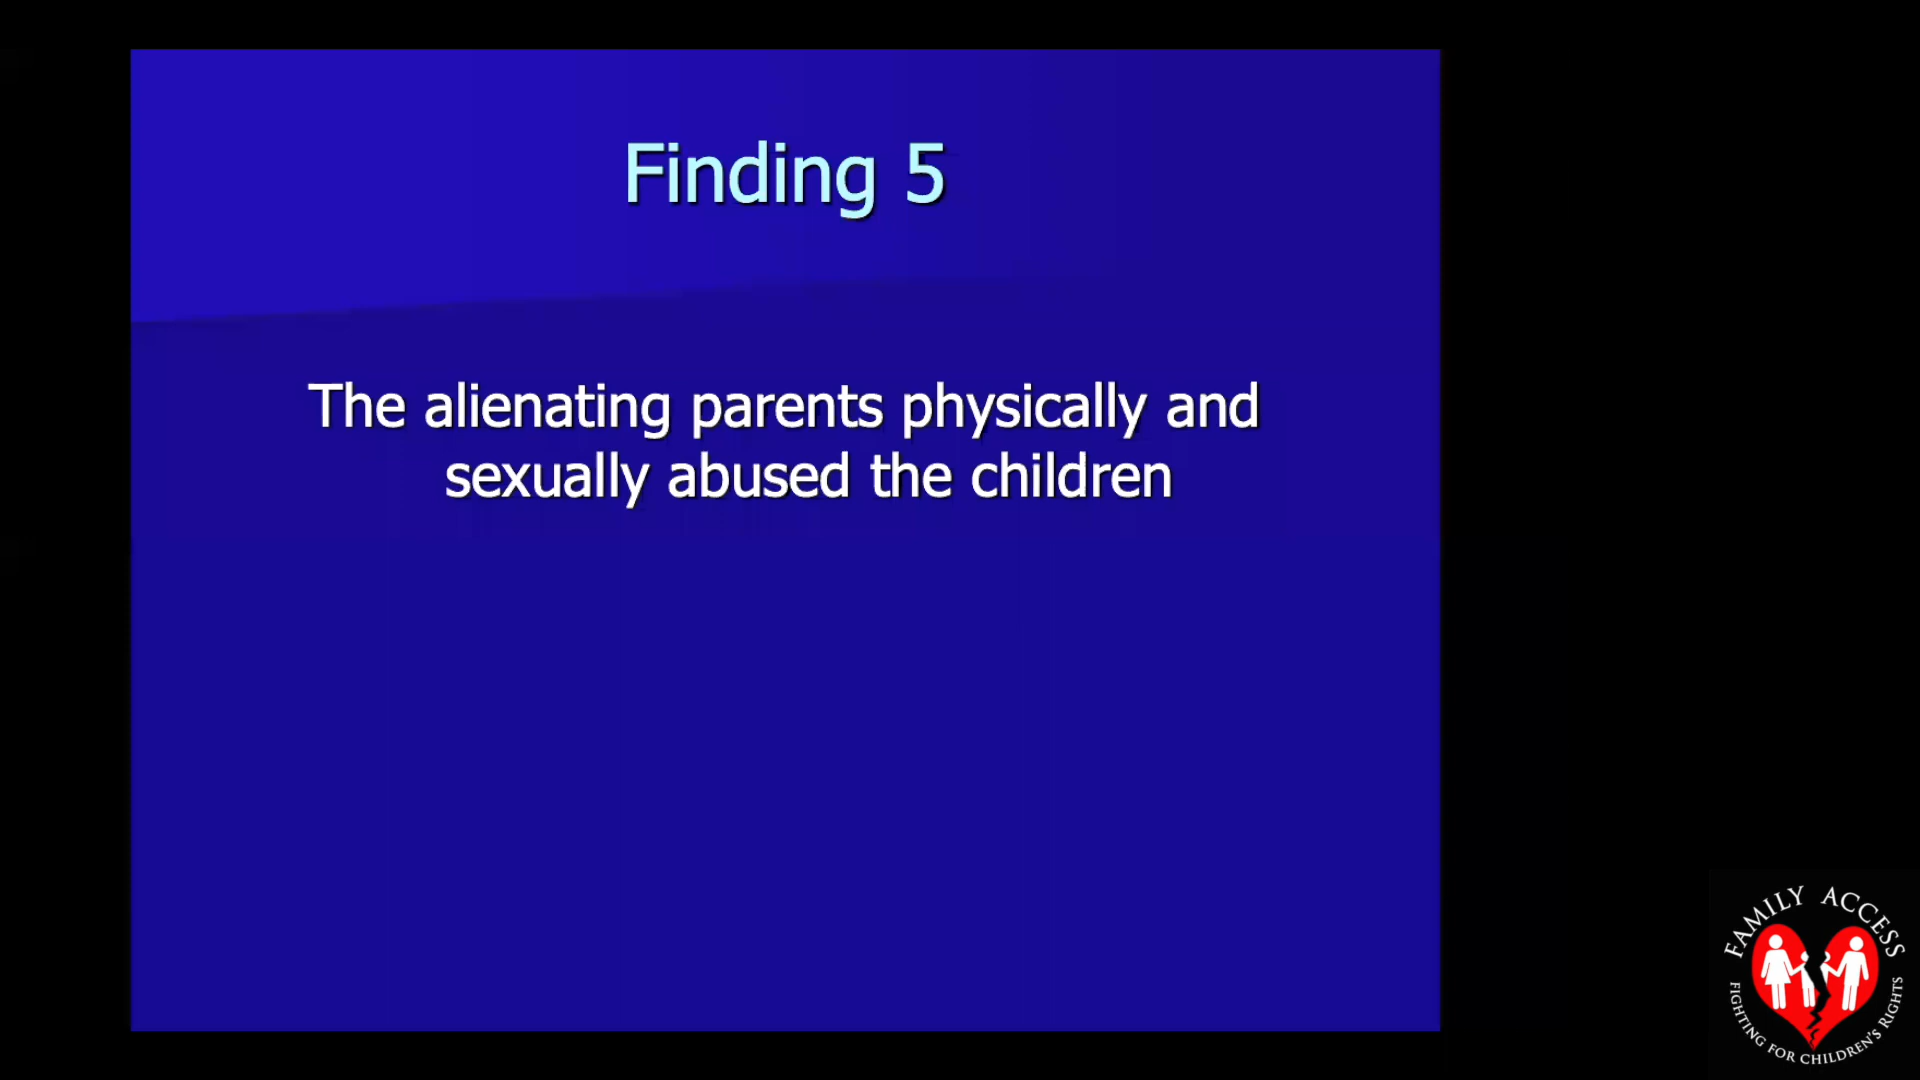 Finding 5
The alienating parents physically and
sexually abused the children
FAMILY ACCESS
FIGHTING FOR CHILDREN'S RIGHTS